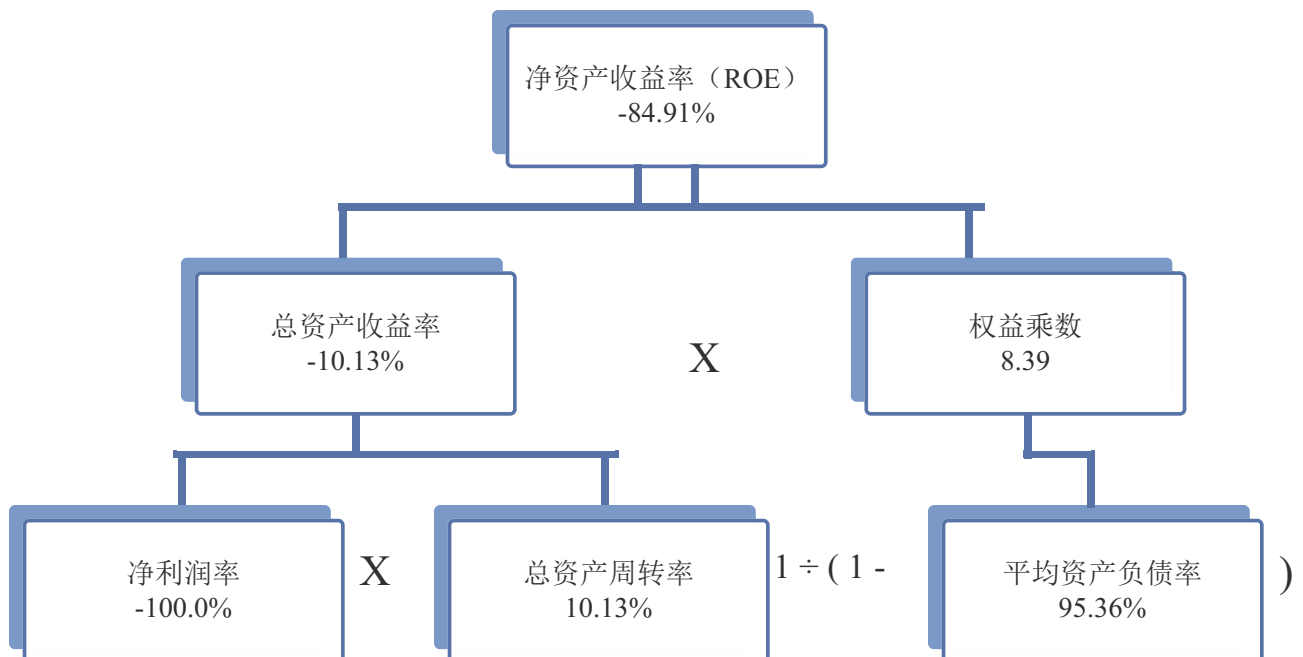 净资产收益率（ROE）
-84.91%
总资产收益率
-10.13%
X
权益乘数
8.39
净利润率
-100.0%
X
总资产周转率
10.13%
1 ÷ ( 1 -
平均资产负债率
95.36%
)